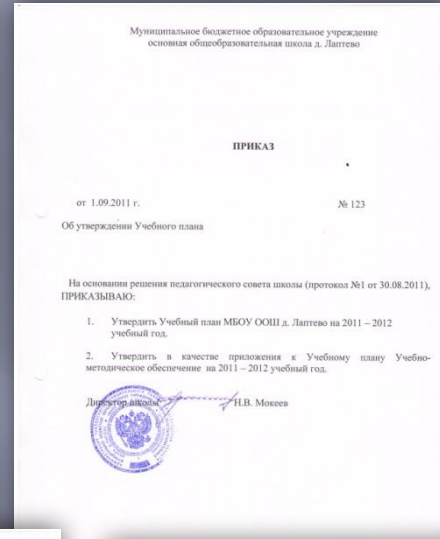 Муниципальное бюджетное образовательное учреждение
основная общеобразовательная школа д. Лаптево
ПРИКАЗ
от 1.09.2011 г. № 123
Об утверждении Учебного плана
На основании решения педагогического совета школы (протокол №1 от 30.08.2011),
ПРИКАЗЫВАЮ:
1. Утвердить Учебный план МБОУ ООШ д. Лаптево на 2011 – 2012
учебный год.
2. Утвердить в качестве приложения к Учебному плану Учебно-
методическое обеспечение на 2011 – 2012 учебный год.
Директор школы Н.В. Мокеев